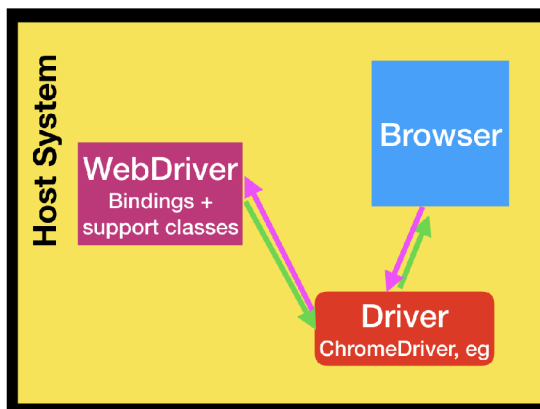 Host System
WebDriver
Bindings +
support classes
Browser
Driver
ChromeDriver, eg